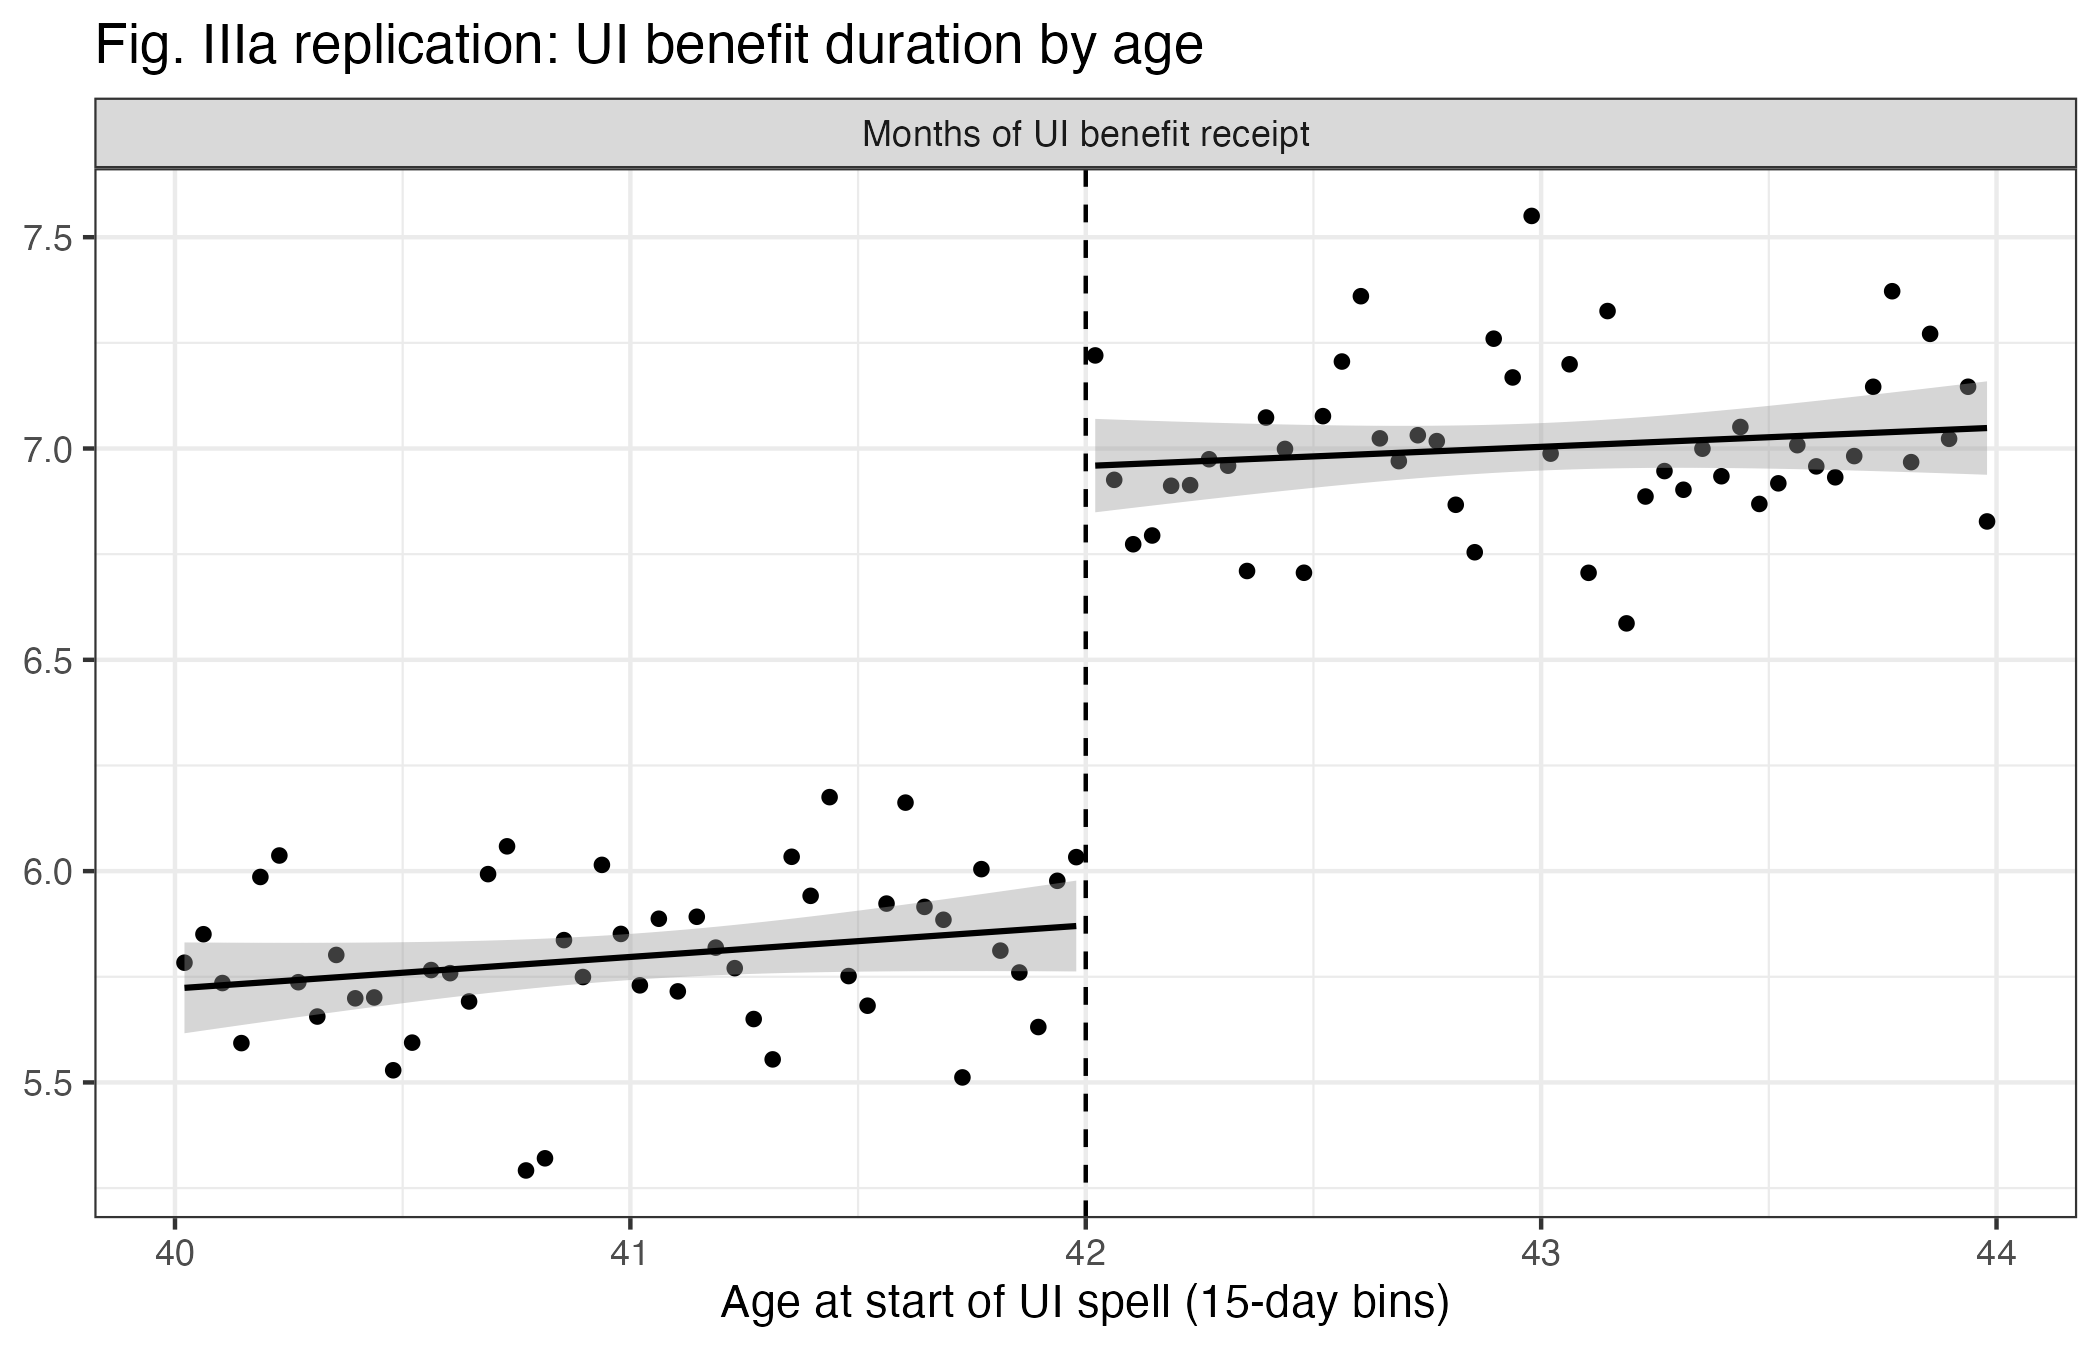 Fig. IIIa replication: UI benefit duration by age
Months of UI benefit receipt
7.5
7.0
6.5
6.0
5.5
40 41 42 43 44
Age at start of UI spell (15-day bins)